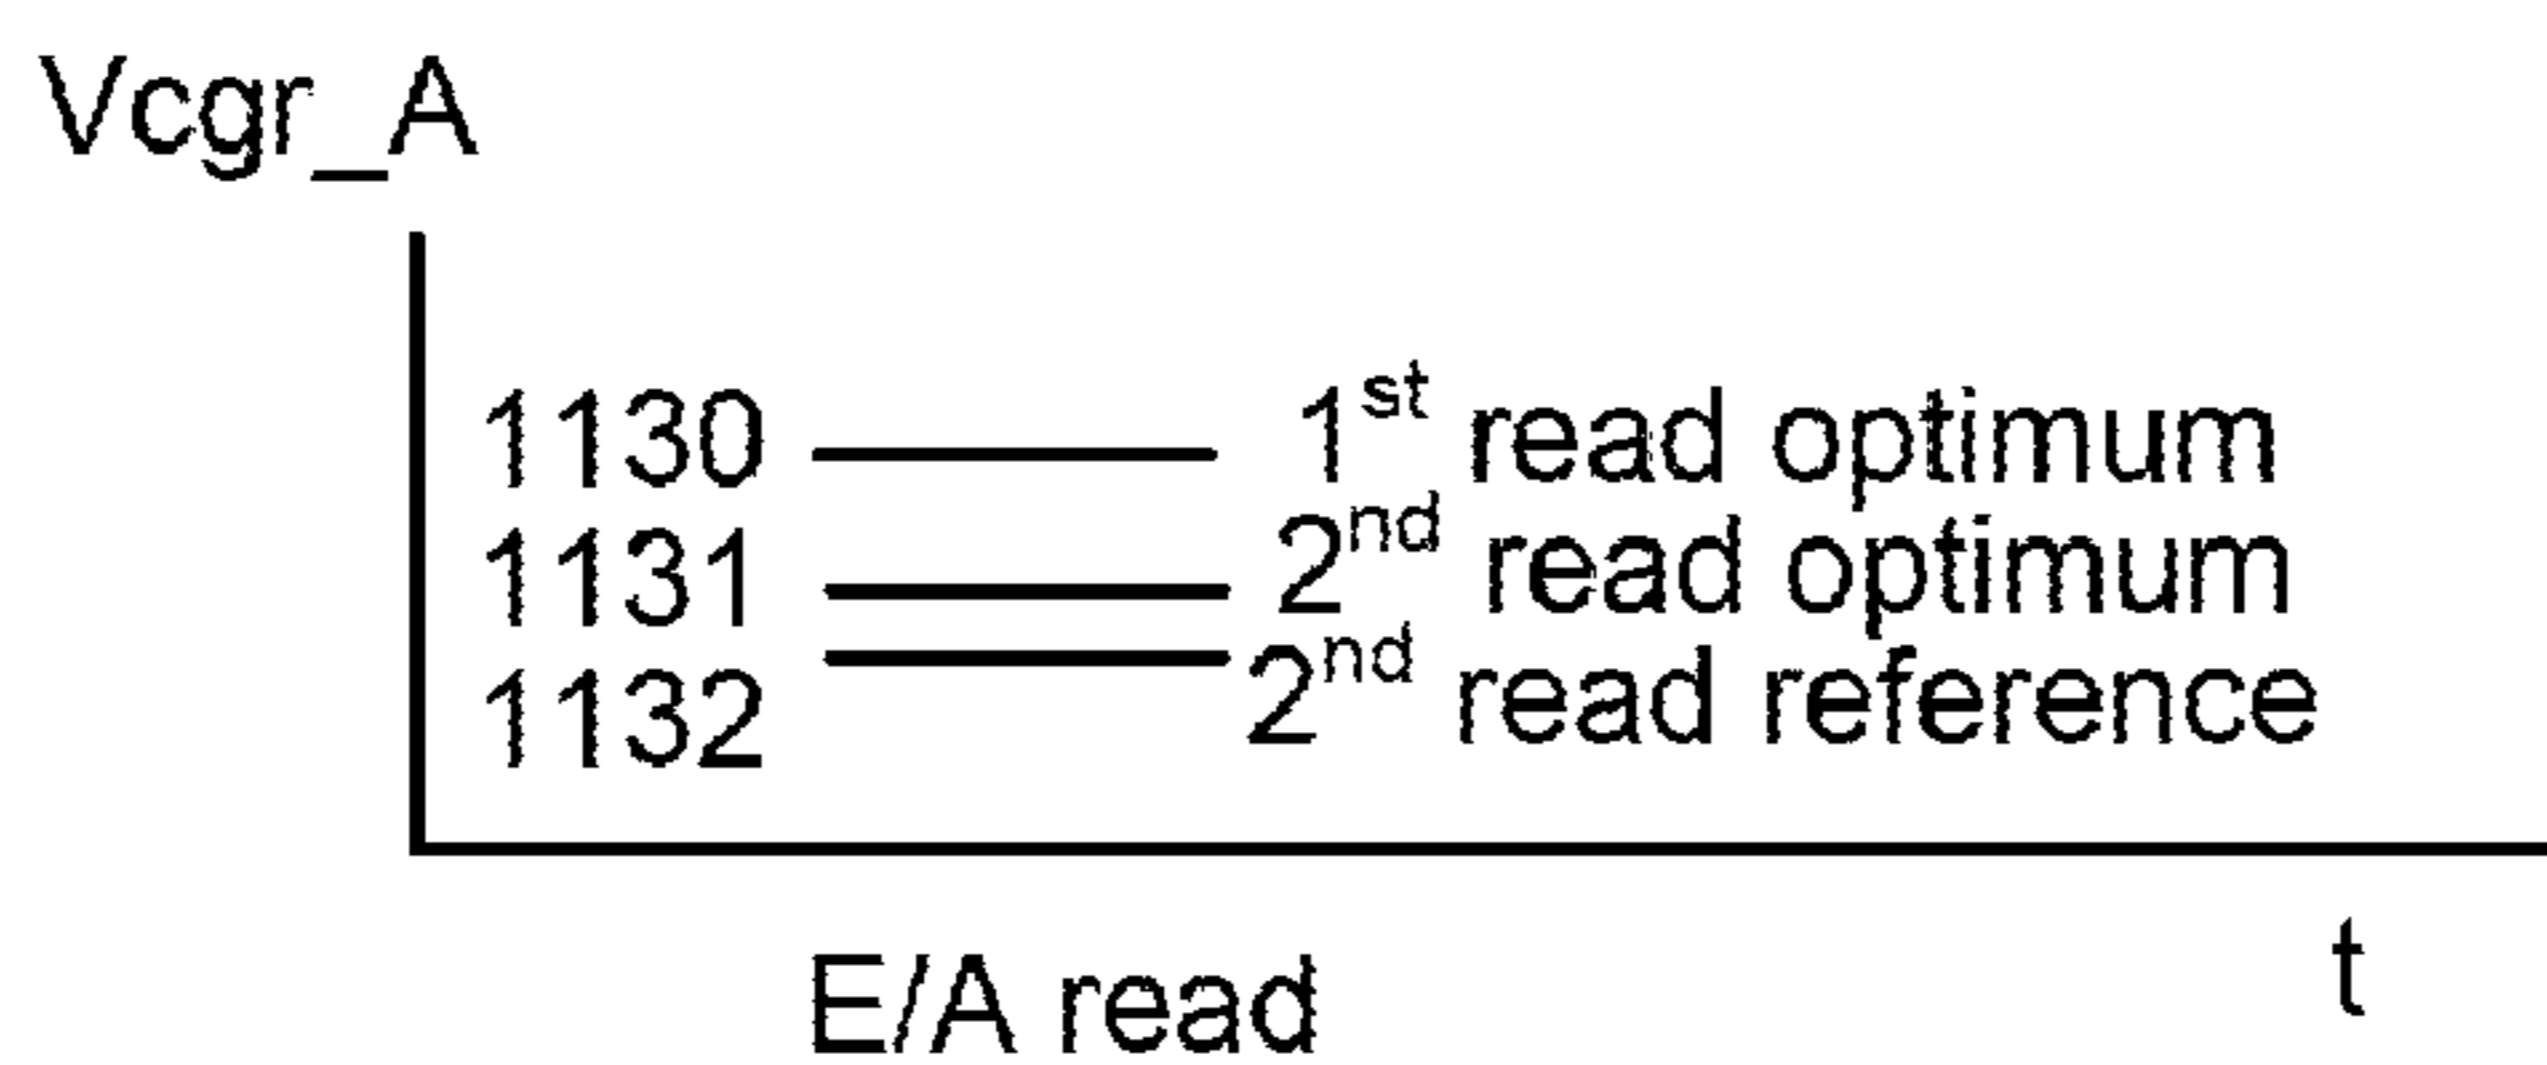 Vcgr_A
1130 1st read optimum
1131 2nd read optimum
1132 2nd read reference
t
E/A read